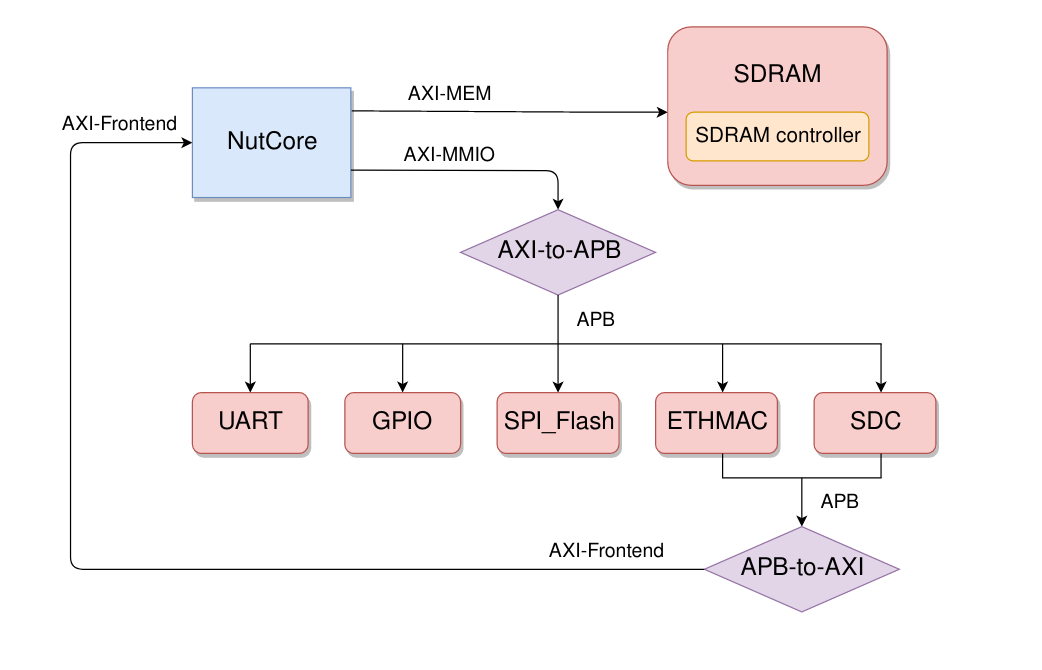 SDRAM
AXI-MEM
AXI-Frontend
NutCore
SDRAM controller
AXI-MMIO
AXI-to-APB
APB
UART
GPIO
SPI_Flash
ETHMAC
SDC
APB
AXI-Frontend
APB-to-AXI